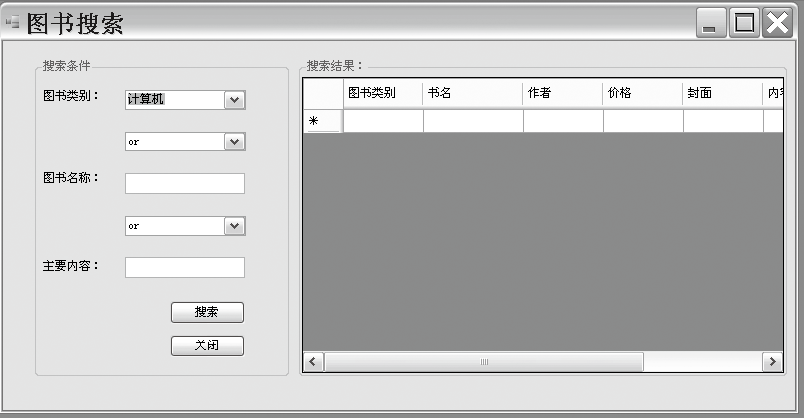 图书搜索
搜索条件
图书类别：
计算机
or
图书名称：
or
主要内容：
搜索
关闭
搜索结果：
图书类别 书名 作者 价格 封面 内容
*